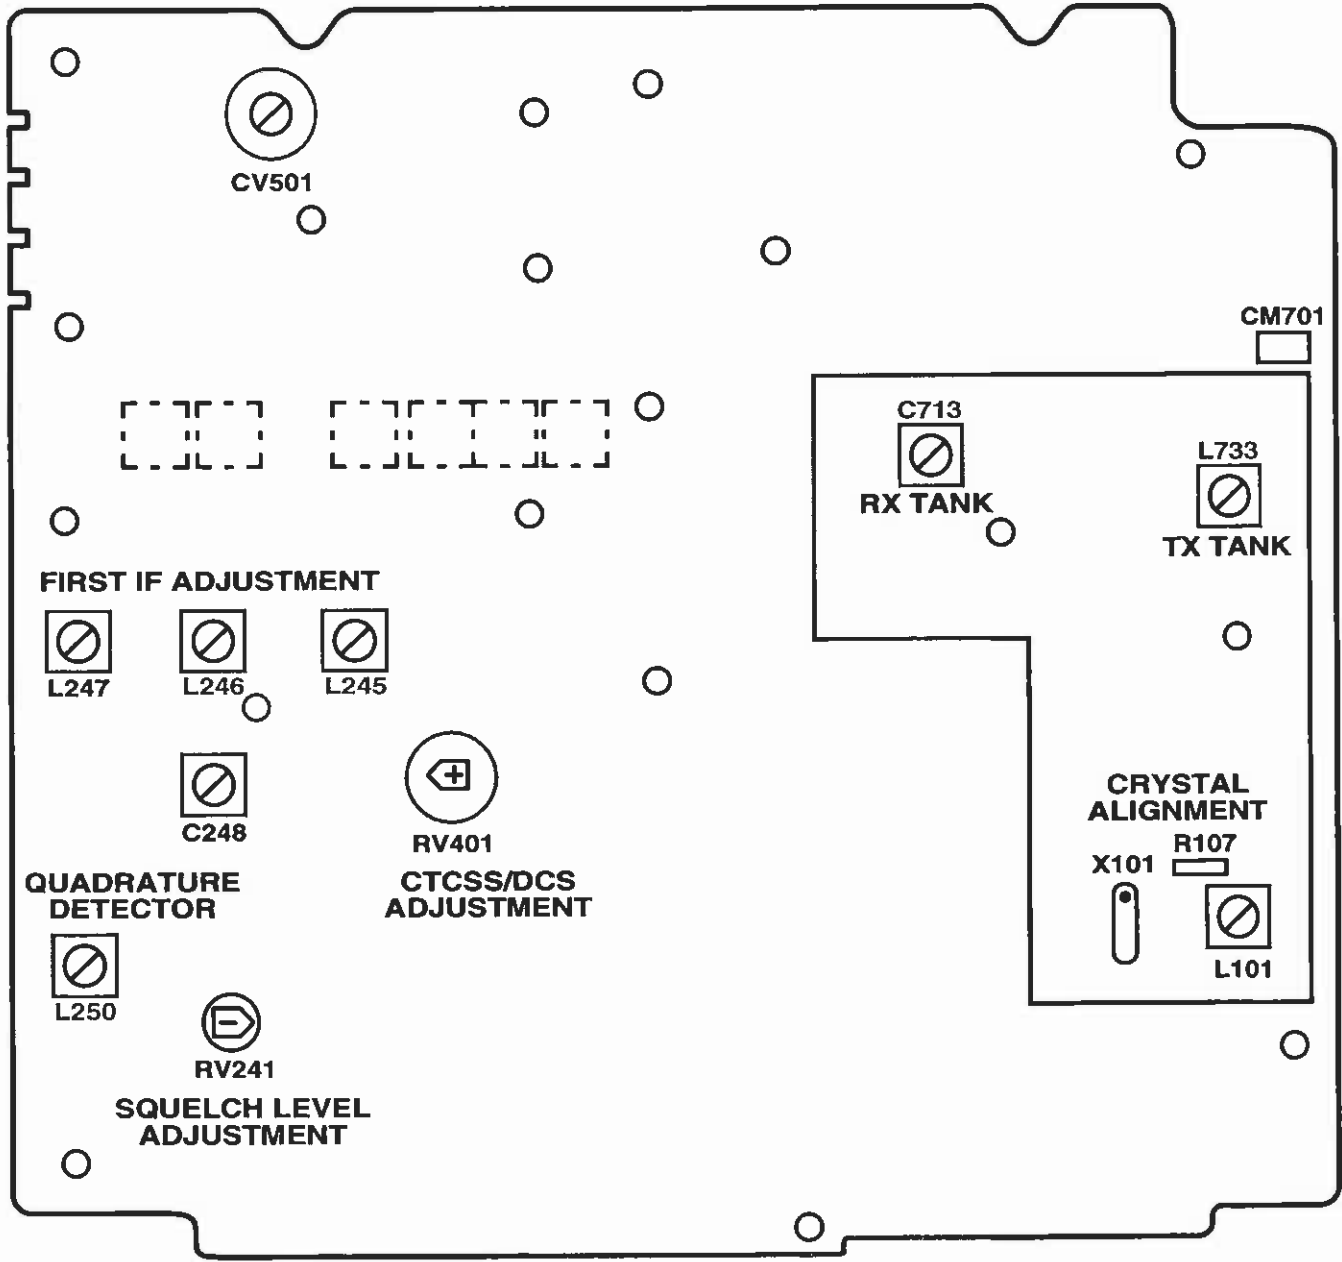 CV501
CM701
C713
RX TANK
L733
TX TANK
FIRST IF ADJUSTMENT
L247
L246
L245
C248
RV401
CTCSS/DCS
ADJUSTMENT
CRYSTAL
ALIGNMENT
R107
X101
L101
QUADRATURE
DETECTOR
L250
RV241
SQUELCH LEVEL
ADJUSTMENT